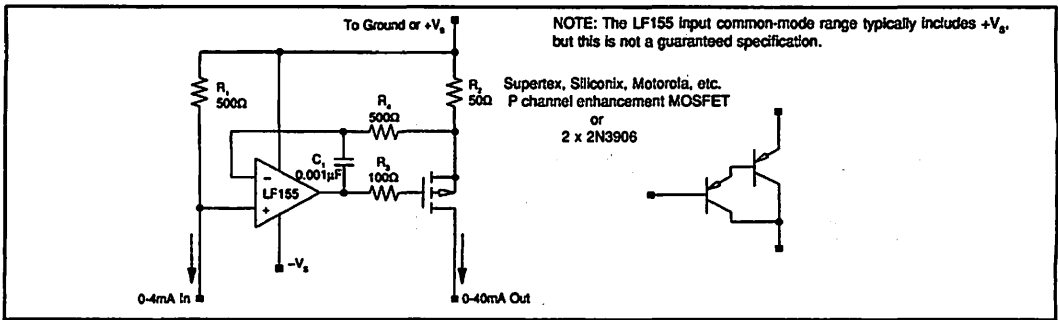 To Ground or +Vs
NOTE: The LF155 input common-mode range typically includes +Vs,
but this is not a guaranteed specification.
R1
500Ω
R4
500Ω
R2
50Ω
Supertex, Siliconix, Motorola, etc.
P channel enhancement MOSFET
or
2 x 2N3906
C1
0.001µF
R3
100Ω
–
LF155
+
–Vs
0-4mA In
0-40mA Out